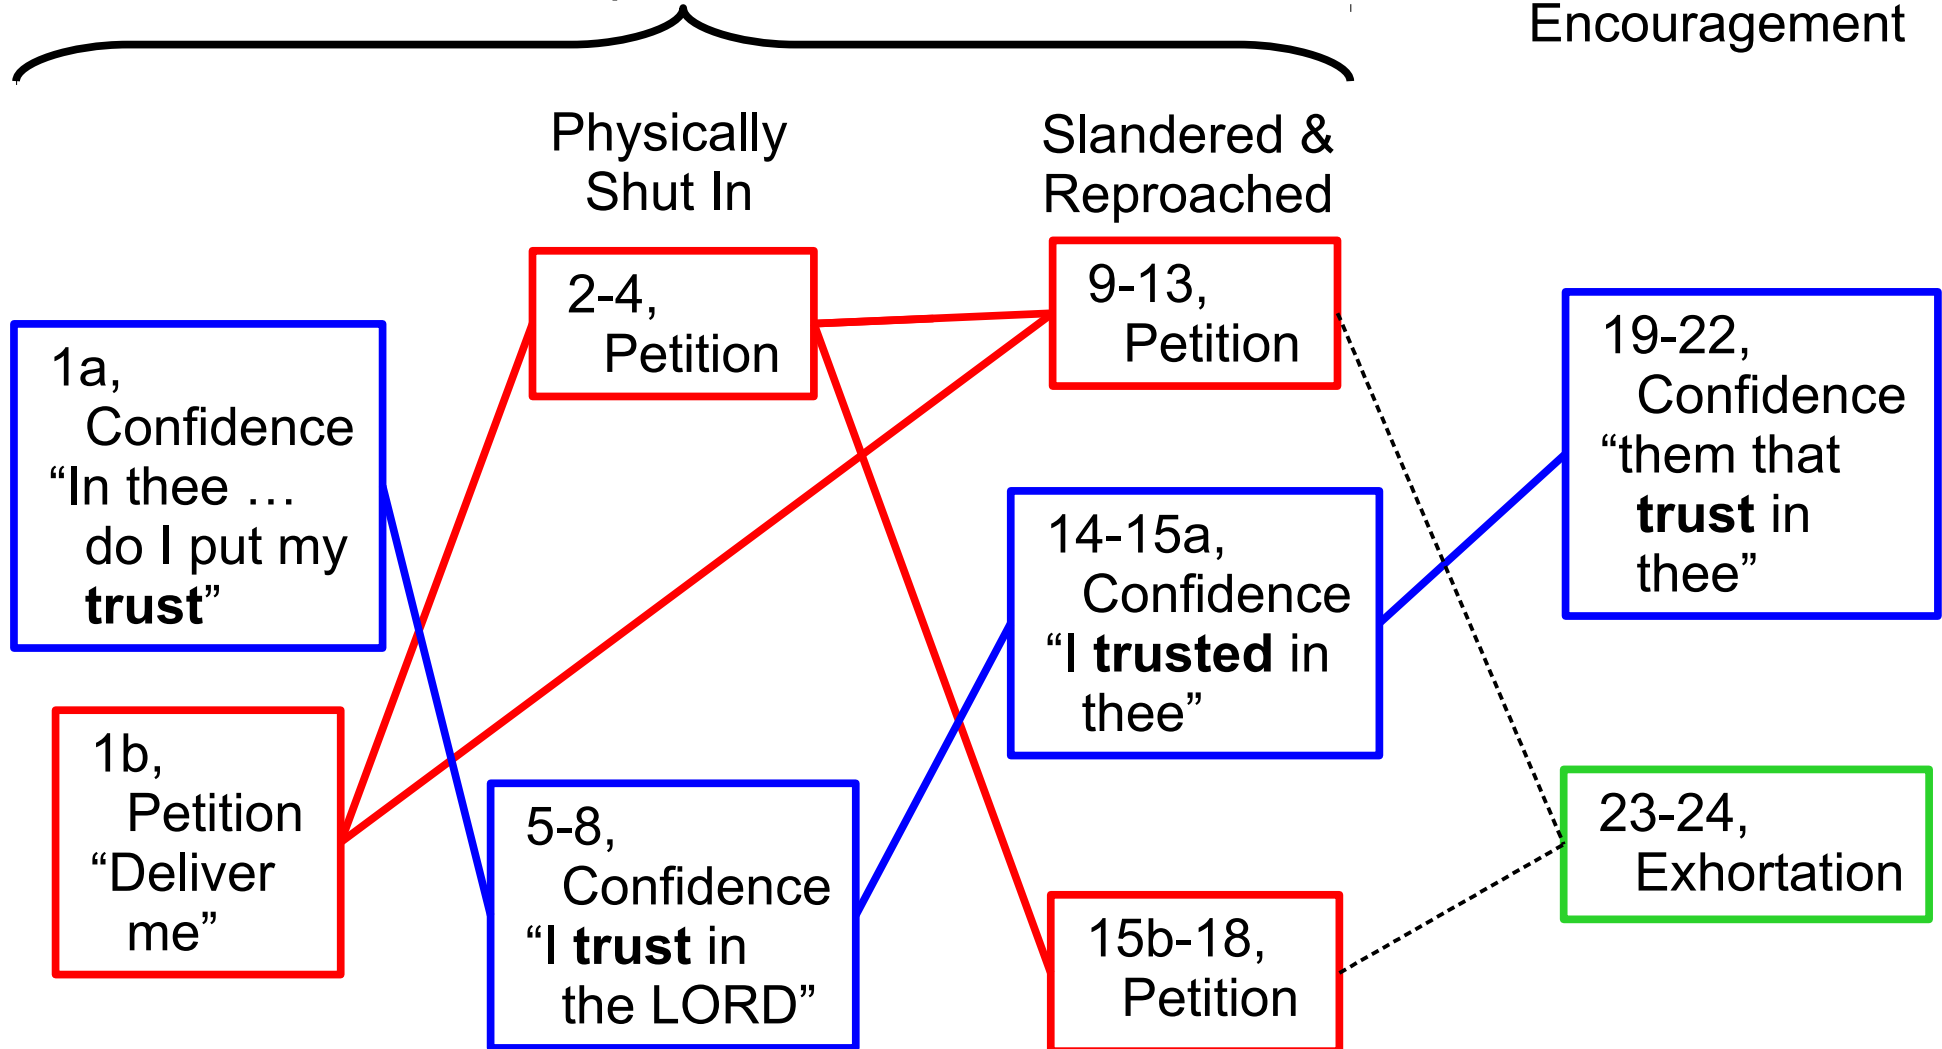 Encouragement
Physically
Shut In
Slandered &
Reproached
2-4,
Petition
9-13,
Petition
1a,
Confidence
“In thee …
do I put my
trust”
19-22,
Confidence
“them that
trust in
thee”
14-15a,
Confidence
“I trusted in
thee”
1b,
Petition
“Deliver
me”
5-8,
Confidence
“I trust in
the LORD”
23-24,
Exhortation
15b-18,
Petition